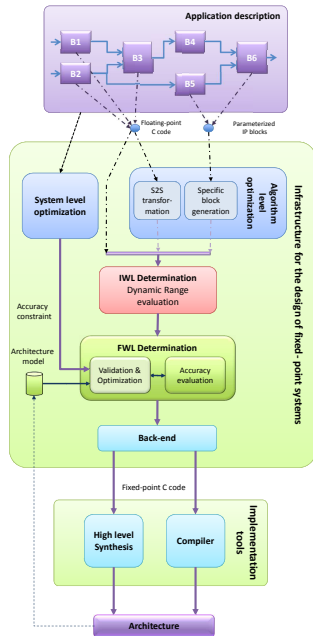 Application description
B1
B4
B3
B6
B2
B5
Floating-point
C code
Parameterized
IP blocks
System level
optimization
S2S
transfor-
mation
Specific
block
generation
Algorithm
level
optimization
Infrastructure for the design of fixed- point systems
IWL Determination
Dynamic Range
evaluation
Accuracy
constraint
FWL Determination
Architecture
model
Validation &
Optimization
Accuracy
evaluation
Back-end
Fixed-point C code
High level
Synthesis
Compiler
Implementation
tools
Architecture